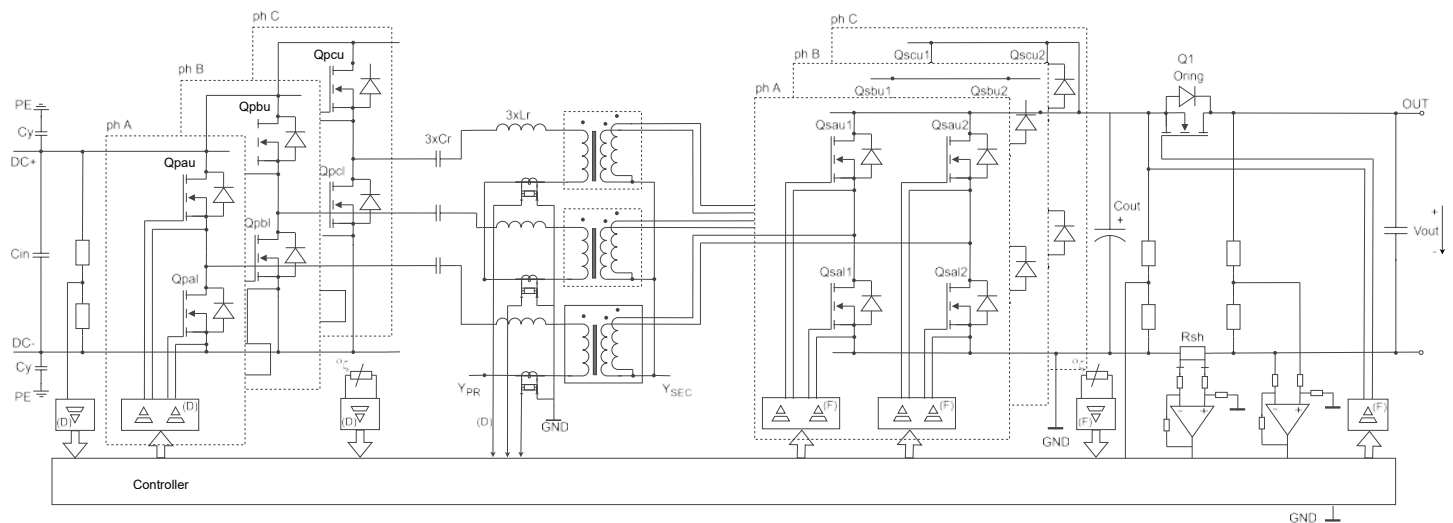 ph C
Qpcu
ph B
Qpbu
PE
Cy
ph A
DC+
Qpau
Qpcl
Qpbl
Cin
Qpal
DC-
Cy
PE
(D)
(D)
(D)
3xCr
3xLr
Y_PR
Y_SEC
(D)
GND
ph C
ph B
ph A
Qscu1
Qscu2
Qsbu1
Qsbu2
Qsau1
Qsau2
Qsal1
Qsal2
(F)
(F)
(F)
GND
Cout
+
Q1
Oring
OUT
+
Vout
-
Rsh
-
+
-
+
(F)
Controller
GND